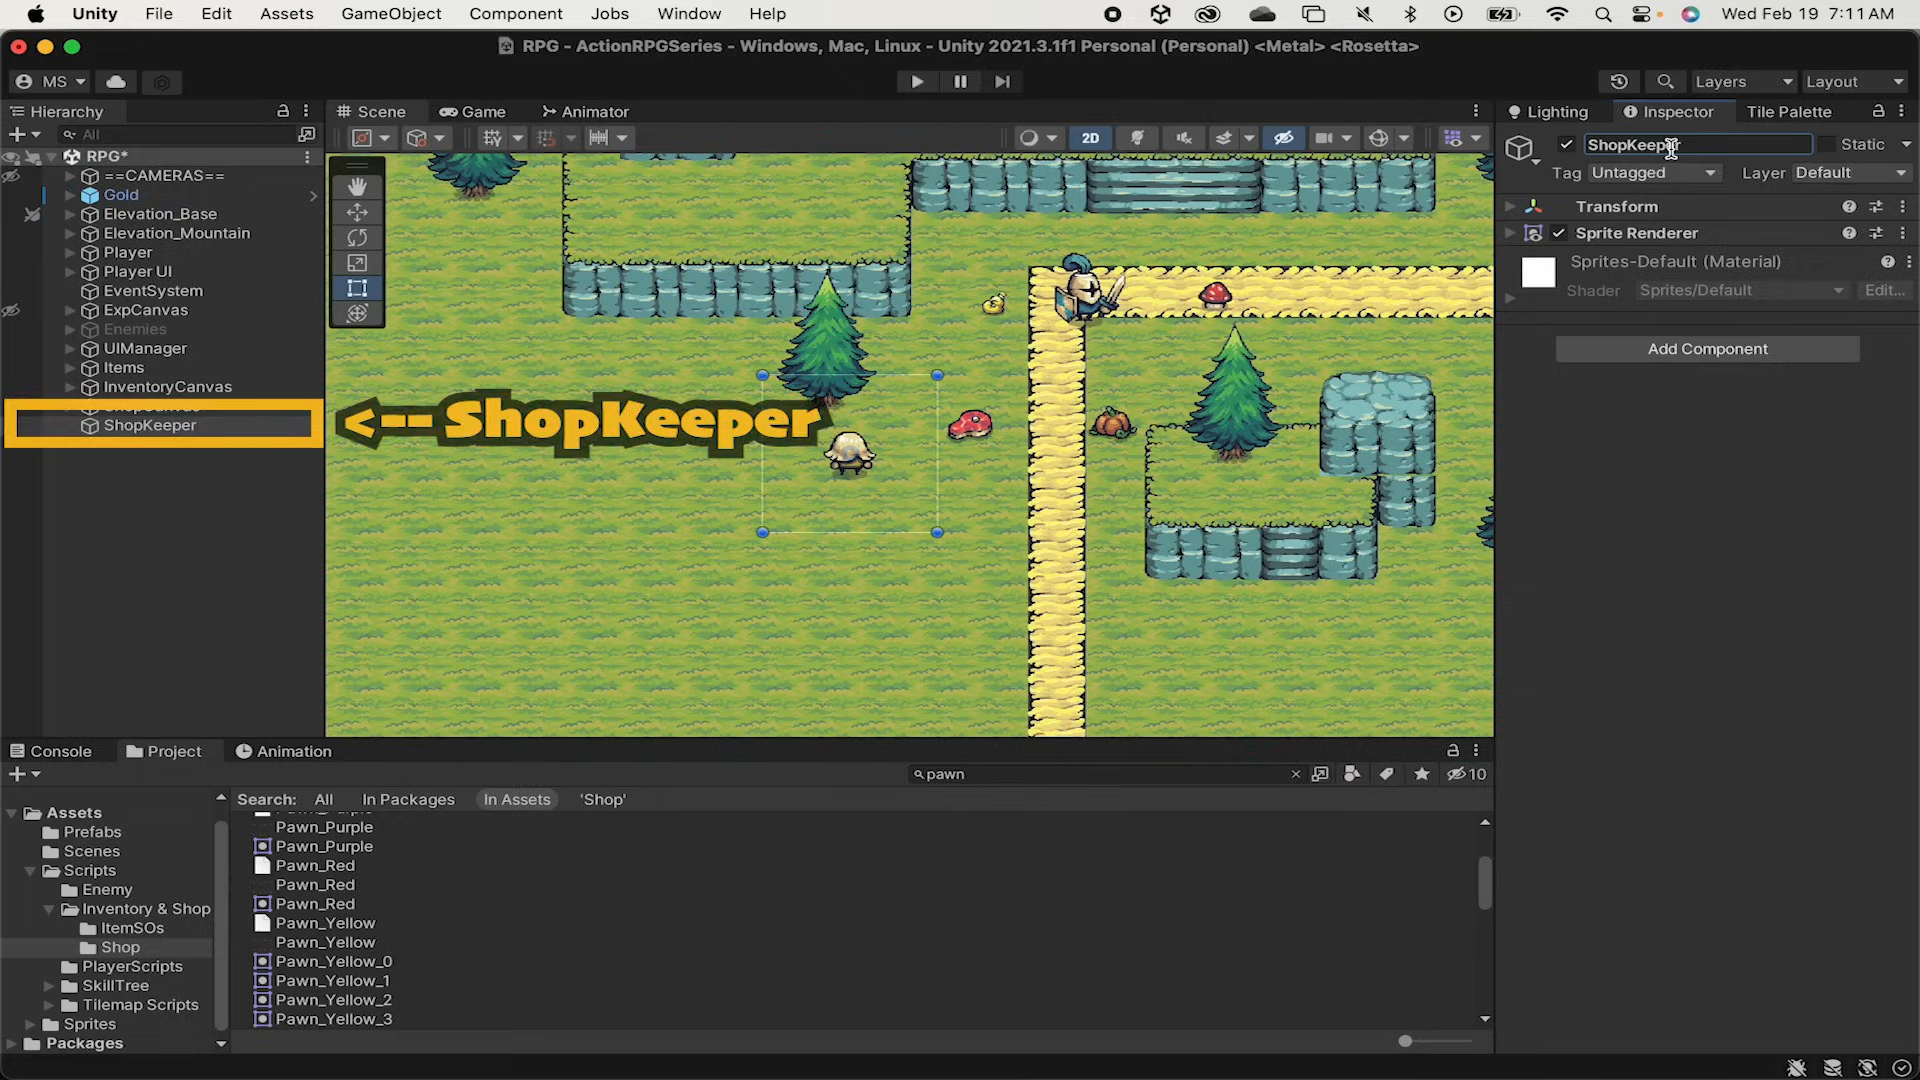 Unity File Edit Assets GameObject Component Jobs Window Help Wed Feb 19 7:11 AM
RPG - ActionRPGSeries - Windows, Mac, Linux - Unity 2021.3.1f1 Personal (Personal) <Metal> <Rosetta>
MS Layers Layout
Hierarchy Scene Game Animator Lighting Inspector Tile Palette
All 2D
RPG*
==CAMERAS==
Gold
Elevation_Base
Elevation_Mountain
Player
Player UI
EventSystem
ExpCanvas
Enemies
UIManager
Items
InventoryCanvas
ShopCanvas
ShopKeeper
<-- ShopKeeper
ShopKeeper Static
Tag Untagged Layer Default
Transform
Sprite Renderer
Sprites-Default (Material)
Shader Sprites/Default Edit...
Add Component
Console Project Animation
pawn 10
Search: All In Packages In Assets 'Shop'
Assets
Prefabs
Scenes
Scripts
Enemy
Inventory & Shop
ItemSOs
Shop
PlayerScripts
SkillTree
Tilemap Scripts
Sprites
Packages
Pawn_Purple
Pawn_Purple
Pawn_Purple
Pawn_Red
Pawn_Red
Pawn_Red
Pawn_Yellow
Pawn_Yellow
Pawn_Yellow_0
Pawn_Yellow_1
Pawn_Yellow_2
Pawn_Yellow_3